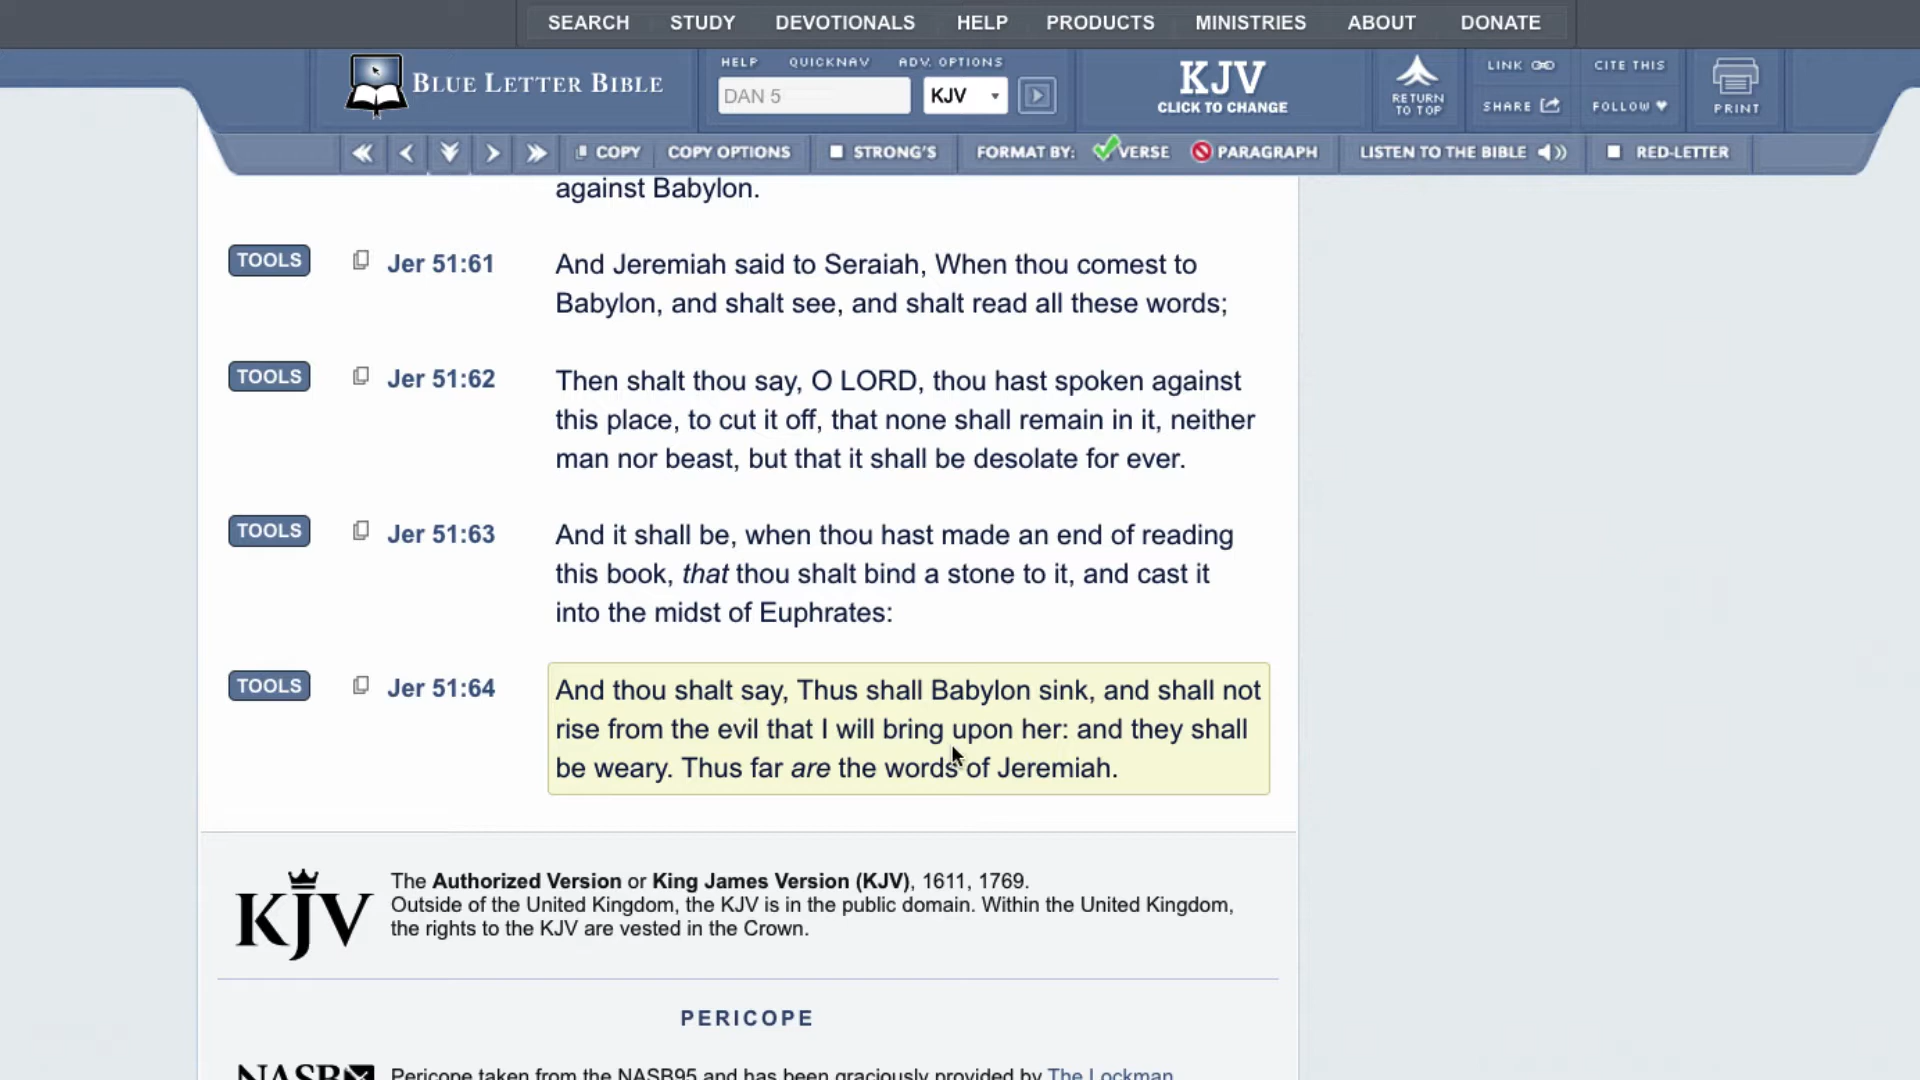 SEARCH STUDY DEVOTIONALS HELP PRODUCTS MINISTRIES ABOUT DONATE
BLUE LETTER BIBLE
HELP QUICKNAV ADV. OPTIONS
DAN 5 KJV
KJV
CLICK TO CHANGE
RETURN
TO TOP
LINK CITE THIS
SHARE FOLLOW
PRINT
COPY COPY OPTIONS STRONG'S FORMAT BY: VERSE PARAGRAPH LISTEN TO THE BIBLE RED-LETTER
against Babylon.
TOOLS Jer 51:61 And Jeremiah said to Seraiah, When thou comest to
Babylon, and shalt see, and shalt read all these words;
TOOLS Jer 51:62 Then shalt thou say, O LORD, thou hast spoken against
this place, to cut it off, that none shall remain in it, neither
man nor beast, but that it shall be desolate for ever.
TOOLS Jer 51:63 And it shall be, when thou hast made an end of reading
this book, that thou shalt bind a stone to it, and cast it
into the midst of Euphrates:
TOOLS Jer 51:64 And thou shalt say, Thus shall Babylon sink, and shall not
rise from the evil that I will bring upon her: and they shall
be weary. Thus far are the words of Jeremiah.
KJV
The Authorized Version or King James Version (KJV), 1611, 1769.
Outside of the United Kingdom, the KJV is in the public domain. Within the United Kingdom,
the rights to the KJV are vested in the Crown.
PERICOPE
NASB
Pericope taken from the NASB95 and has been graciously provided by The Lockman